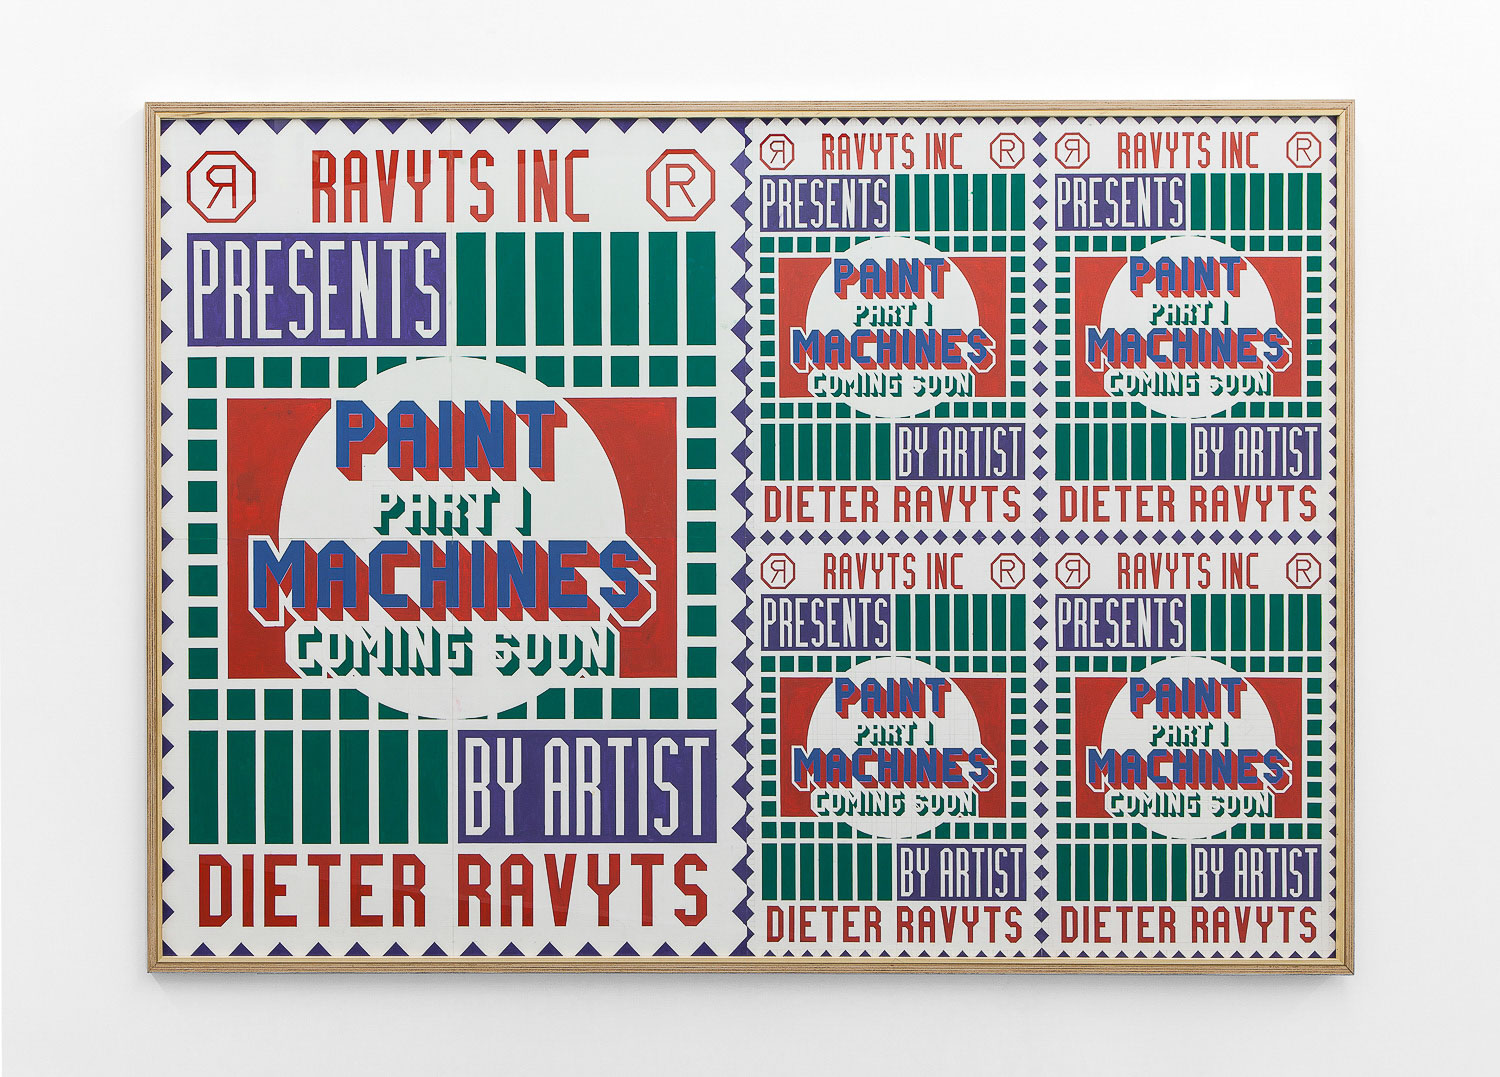 Я RAVYTS INC R
PRESENTS
PAINT
PART 1
MACHINES
COMING SOON
BY ARTIST
DIETER RAVYTS
Я RAVYTS INC R
PRESENTS
PAINT
PART 1
MACHINES
COMING SOON
BY ARTIST
DIETER RAVYTS
Я RAVYTS INC R
PRESENTS
PAINT
PART 1
MACHINES
COMING SOON
BY ARTIST
DIETER RAVYTS
Я RAVYTS INC R
PRESENTS
PAINT
PART 1
MACHINES
COMING SOON
BY ARTIST
DIETER RAVYTS
Я RAVYTS INC R
PRESENTS
PAINT
PART 1
MACHINES
COMING SOON
BY ARTIST
DIETER RAVYTS